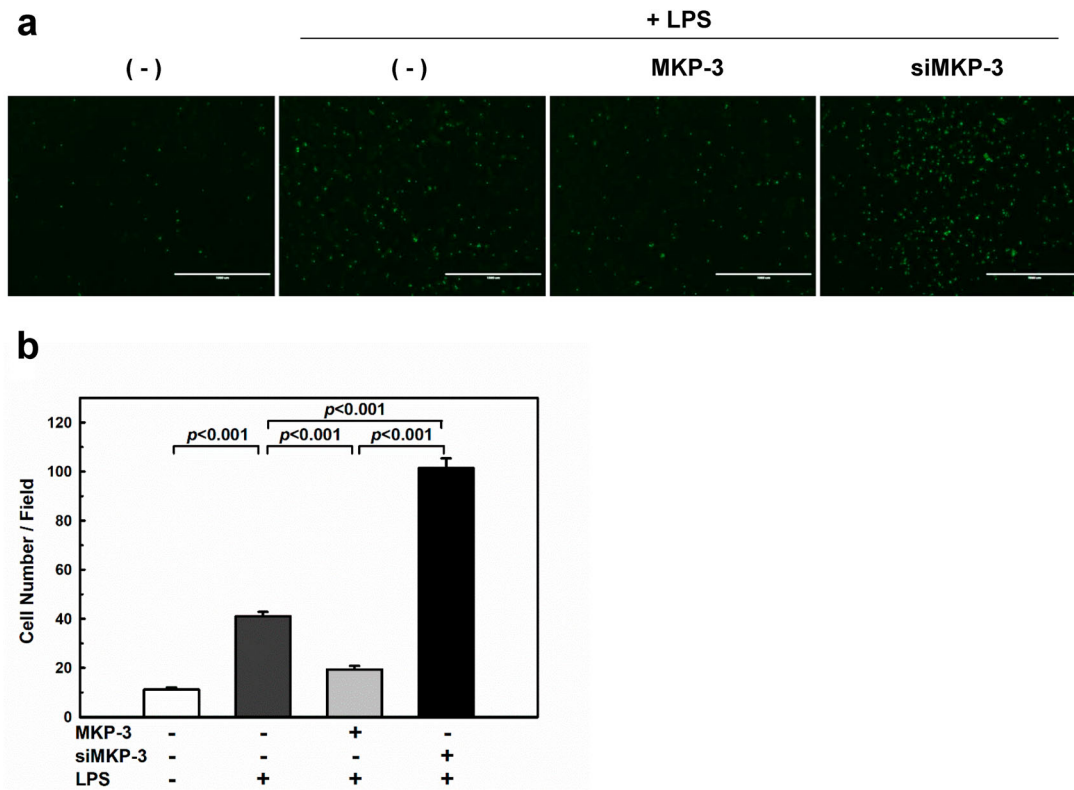 a
+ LPS
( - ) ( - ) MKP-3 siMKP-3
b
p<0.001
p<0.001 p<0.001 p<0.001
120
100
80
60
40
20
0
Cell Number / Field
MKP-3 - - + -
siMKP-3 - - - +
LPS - + + +